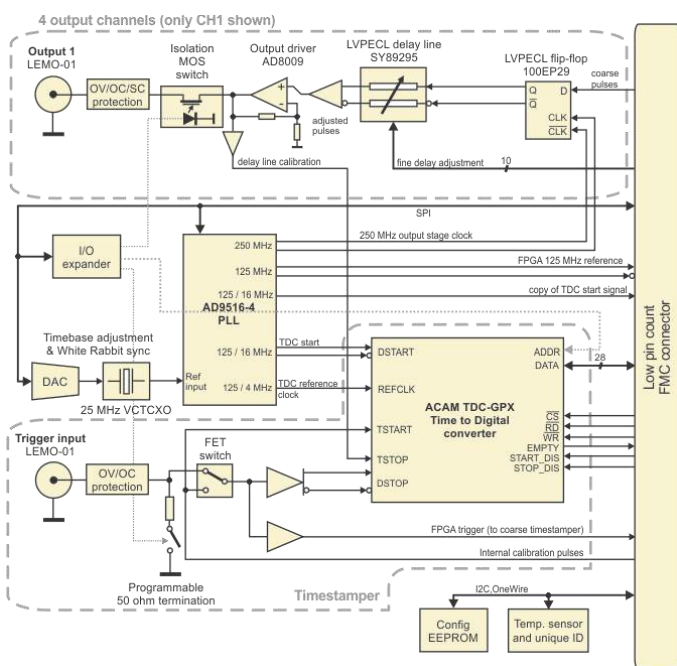 4 output channels (only CH1 shown)
Output 1
LEMO-01
OV/OC/SC
protection
Isolation
MOS
switch
Output driver
AD8009
LVPECL delay line
SY89295
LVPECL flip-flop
100EP29
Q
D
Q
CLK
CLK
coarse
pulses
adjusted
pulses
delay line calibration
fine delay adjustment
10
SPI
I/O
expander
250 MHz
250 MHz output stage clock
125 MHz
FPGA 125 MHz reference
125 / 16 MHz
copy of TDC start signal
AD9516-4
PLL
125 / 16 MHz
TDC start
Ref
input
125 / 4 MHz
TDC reference
clock
Timebase adjustment
& White Rabbit sync
DAC
25 MHz VCTCXO
DSTART
REFCLK
TSTART
TSTOP
DSTOP
ACAM TDC-GPX
Time to Digital
converter
ADDR
DATA
28
CS
RD
WR
EMPTY
START_DIS
STOP_DIS
Low pin count
FMC connector
Trigger input
LEMO-01
OV/OC
protection
FET
switch
FPGA trigger (to coarse timestamper)
Internal calibration pulses
Programmable
50 ohm termination
Timestamper
I2C,OneWire
Config
EEPROM
Temp. sensor
and unique ID